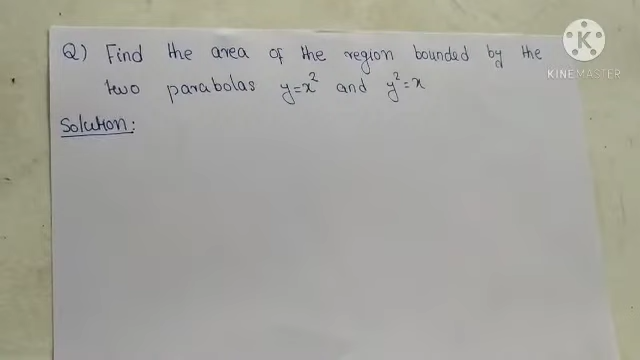 Q) Find the area of the region bounded by the
two parabolas y=x² and y²=x
Solution:
KINEMASTER